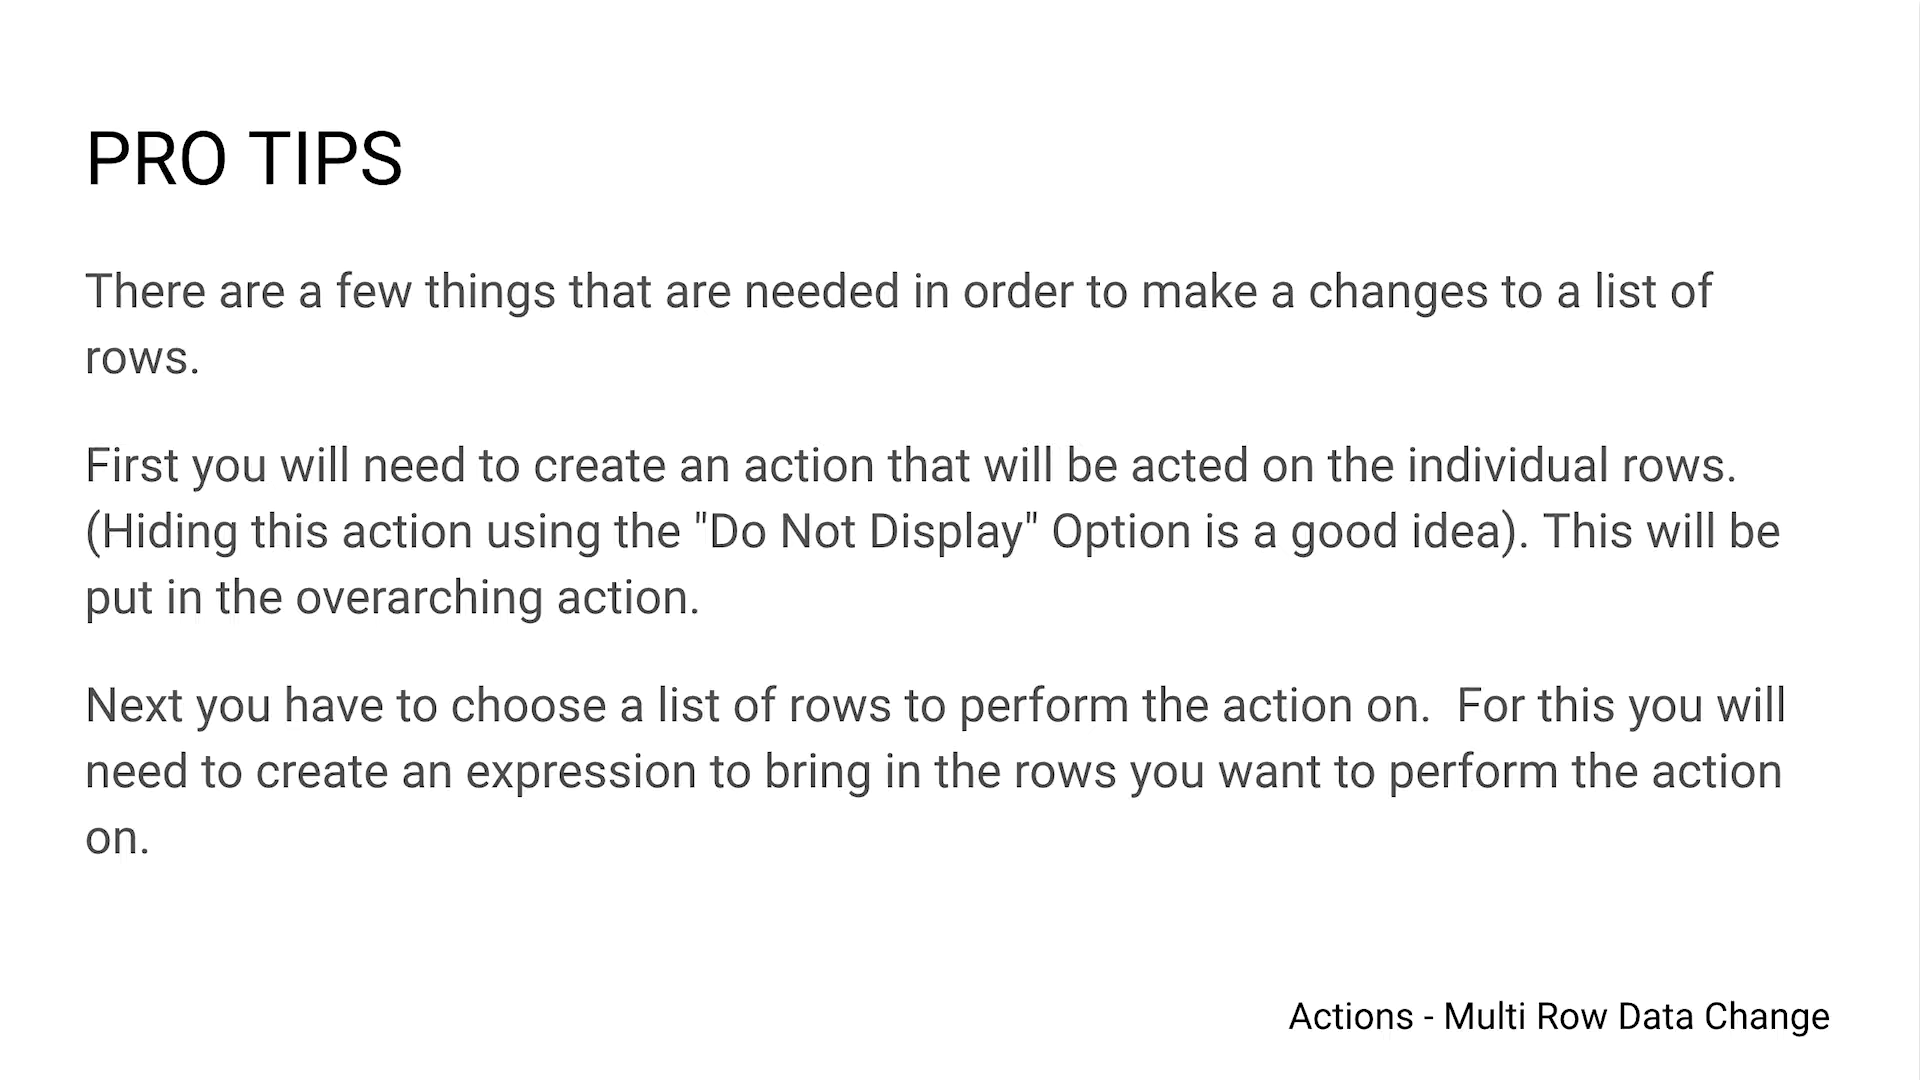 PRO TIPS
There are a few things that are needed in order to make a changes to a list of
rows.
First you will need to create an action that will be acted on the individual rows.
(Hiding this action using the "Do Not Display" Option is a good idea). This will be
put in the overarching action.
Next you have to choose a list of rows to perform the action on.  For this you will
need to create an expression to bring in the rows you want to perform the action
on.
Actions - Multi Row Data Change